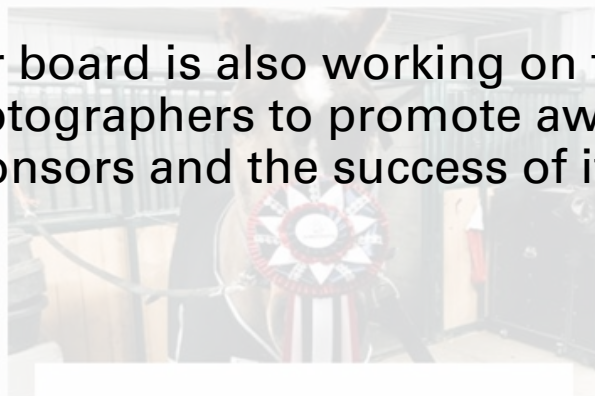 r board is also working on
otographers to promote aw
onsors and the success of i